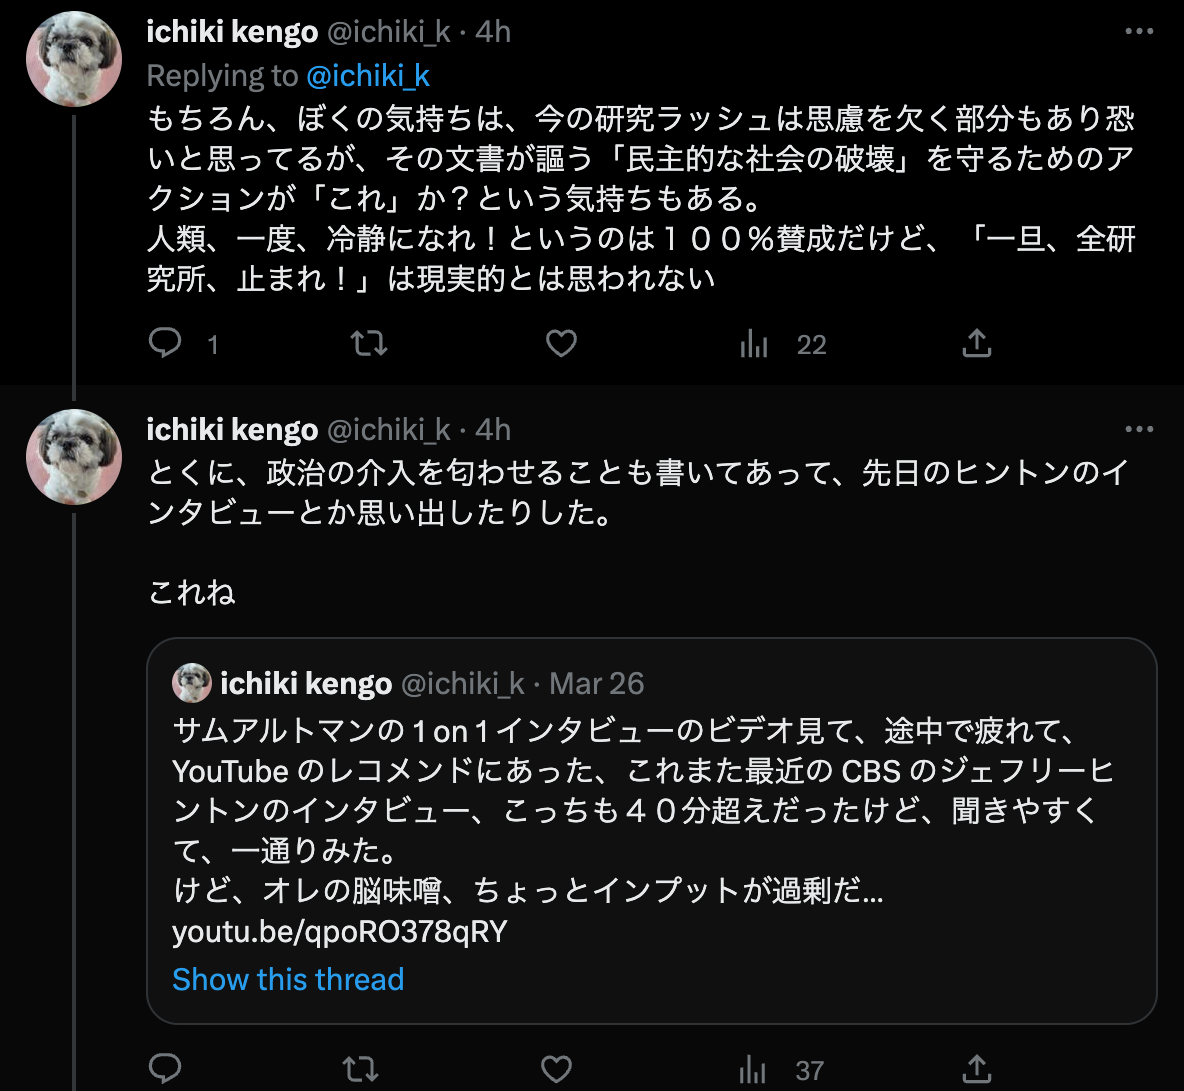 ichiki kengo @ichiki_k · 4h
Replying to @ichiki_k
もちろん、ぼくの気持ちは、今の研究ラッシュは思慮を欠く部分もあり恐
いと思ってるが、その文書が謳う「民主的な社会の破壊」を守るためのア
クションが「これ」か？という気持ちもある。
人類、一度、冷静になれ！というのは１００％賛成だけど、「一旦、全研
究所、止まれ！」は現実的とは思われない
1 22
ichiki kengo @ichiki_k · 4h
とくに、政治の介入を匂わせることも書いてあって、先日のヒントンのイ
ンタビューとか思い出したりした。
これね
ichiki kengo @ichiki_k · Mar 26
サムアルトマンの１on１インタビューのビデオ見て、途中で疲れて、
YouTube のレコメンドにあった、これまた最近の CBS のジェフリーヒ
ントンのインタビュー、こっちも４０分超えだったけど、聞きやすく
て、一通りみた。
けど、オレの脳味噌、ちょっとインプットが過剰だ...
youtu.be/qpoRO378qRY
Show this thread
37